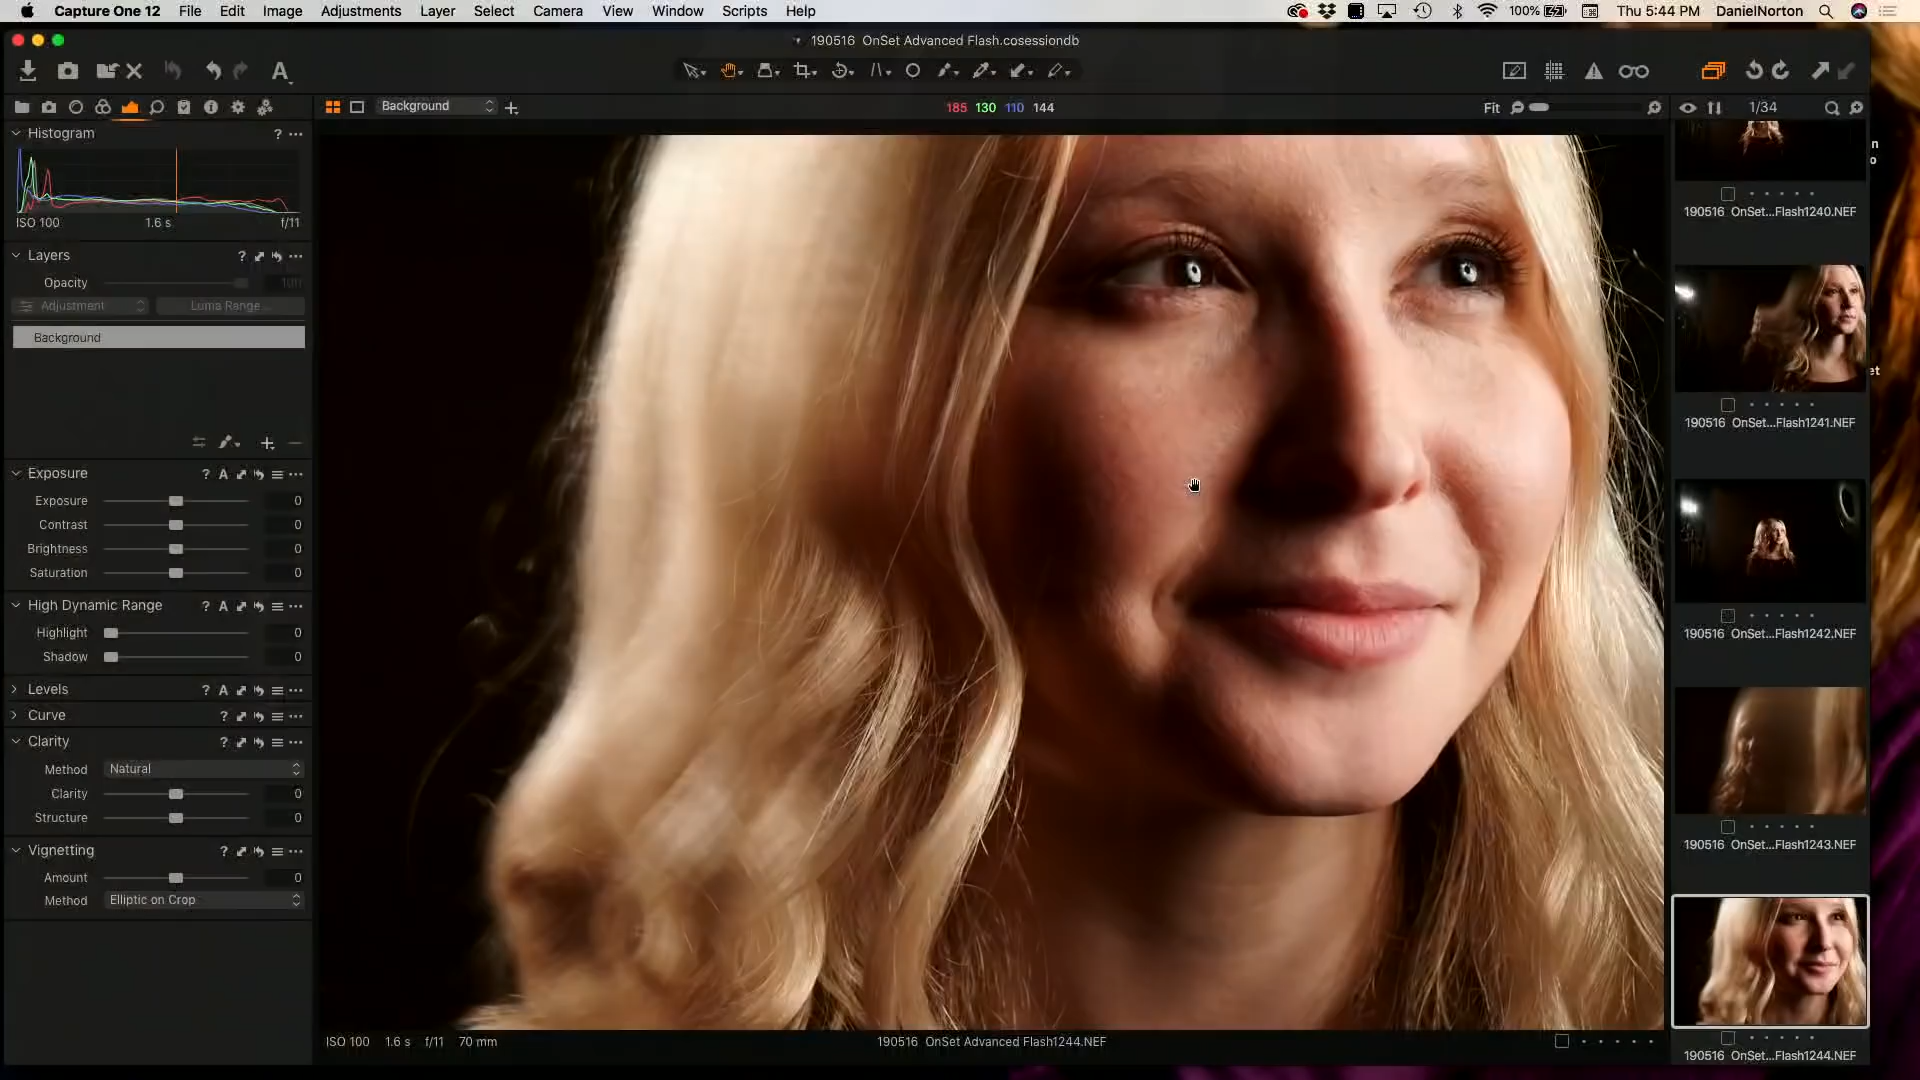 Capture One 12 File Edit Image Adjustments Layer Select Camera View Window Scripts Help 100% Thu 5:44 PM DanielNorton
190516 OnSet Advanced Flash.cosessiondb
A
Background 185 130 110 144 Fit 1/34
Histogram ?
ISO 100 1.6 s f/11
Layers ?
Opacity 100
Adjustment Luma Range...
Background
Exposure ? A
Exposure 0
Contrast 0
Brightness 0
Saturation 0
High Dynamic Range ? A
Highlight 0
Shadow 0
Levels ? A
Curve ?
Clarity ?
Method Natural
Clarity 0
Structure 0
Vignetting ?
Amount 0
Method Elliptic on Crop
ISO 100 1.6 s f/11 70 mm 190516 OnSet Advanced Flash1244.NEF
190516 OnSet...Flash1240.NEF
190516 OnSet...Flash1241.NEF
190516 OnSet...Flash1242.NEF
190516 OnSet...Flash1243.NEF
190516 OnSet...Flash1244.NEF